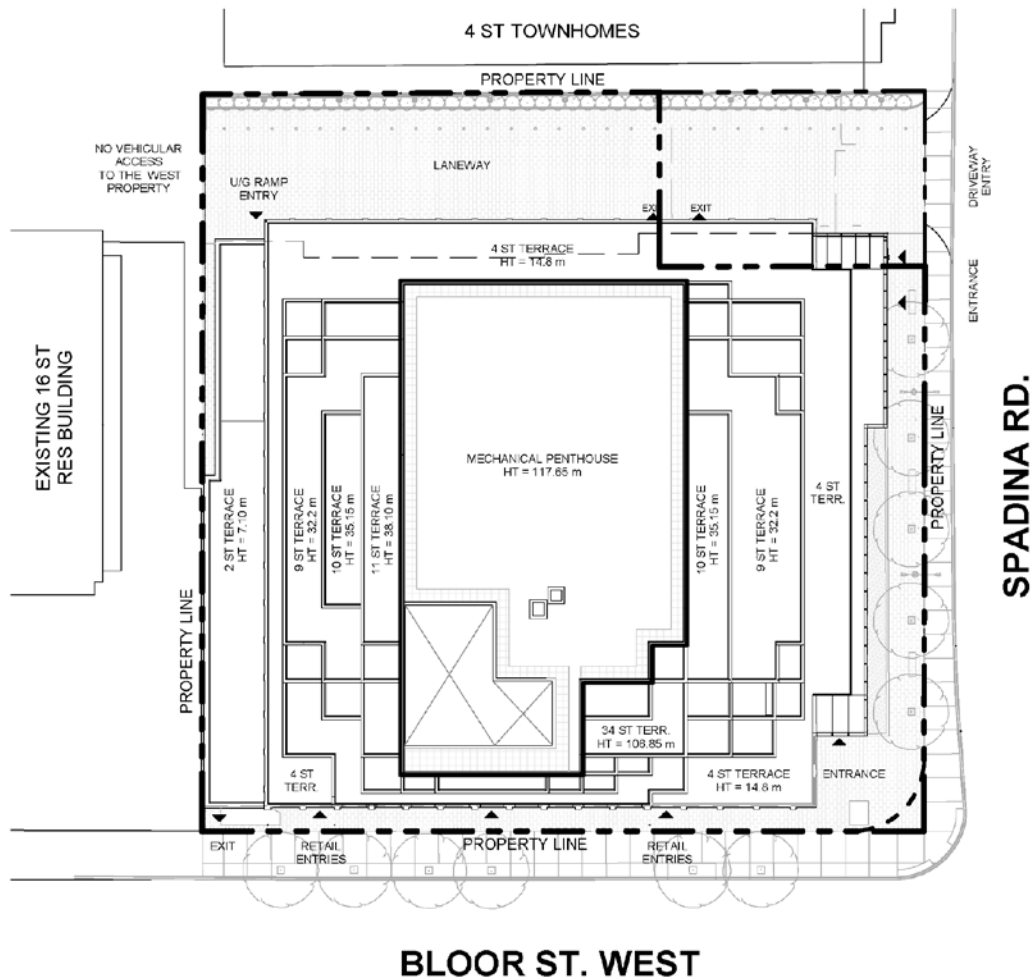 4 ST TOWNHOMES
PROPERTY LINE
NO VEHICULAR
ACCESS
TO THE WEST
PROPERTY
LANEWAY
U/G RAMP
ENTRY
EXIT
EXIT
DRIVEWAY
ENTRY
4 ST TERRACE
HT = 14.8 m
ENTRANCE
EXISTING 16 ST
RES BUILDING
MECHANICAL PENTHOUSE
HT = 117.65 m
2 ST TERRACE
HT = 7.10 m
9 ST TERRACE
HT = 32.2 m
10 ST TERRACE
HT = 35.15 m
11 ST TERRACE
HT = 38.10 m
10 ST TERRACE
HT = 35.15 m
9 ST TERRACE
HT = 32.2 m
4 ST
TERR.
PROPERTY LINE
SPADINA RD.
PROPERTY LINE
34 ST TERR.
HT = 106.85 m
4 ST
TERR.
4 ST TERRACE
HT = 14.8 m
ENTRANCE
EXIT
RETAIL
ENTRIES
PROPERTY LINE
RETAIL
ENTRIES
BLOOR ST. WEST